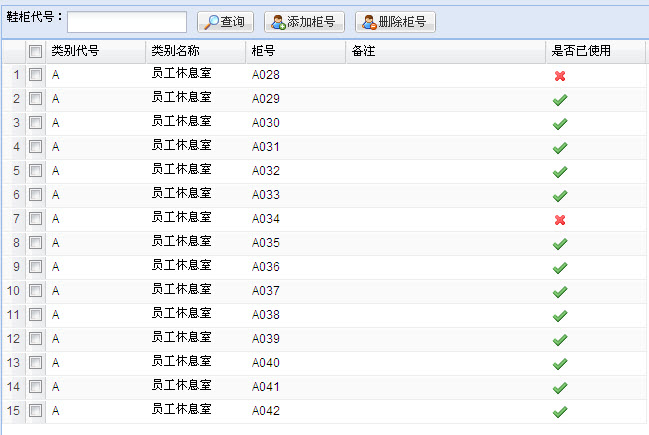 鞋柜代号： 查询 添加柜号 删除柜号
类别代号 类别名称 柜号 备注 是否已使用
1 A 员工休息室 A028
2 A 员工休息室 A029
3 A 员工休息室 A030
4 A 员工休息室 A031
5 A 员工休息室 A032
6 A 员工休息室 A033
7 A 员工休息室 A034
8 A 员工休息室 A035
9 A 员工休息室 A036
10 A 员工休息室 A037
11 A 员工休息室 A038
12 A 员工休息室 A039
13 A 员工休息室 A040
14 A 员工休息室 A041
15 A 员工休息室 A042